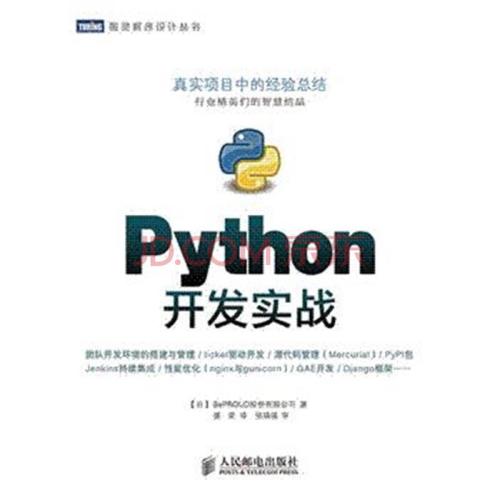 TURING 图灵程序设计丛书
真实项目中的经验总结
行业精英们的智慧结晶
Python
JD.COM 京东
开发实战
团队开发环境的搭建与管理 / ticket驱动开发 / 源代码管理（Mercurial）/ PyPI包
Jenkins持续集成 / 性能优化（nginx与gunicorn）/ GAE开发 / Django框架……
【日】BePROUD股份有限公司 著
盛荣 译
人民邮电出版社
POSTS & TELECOM PRESS